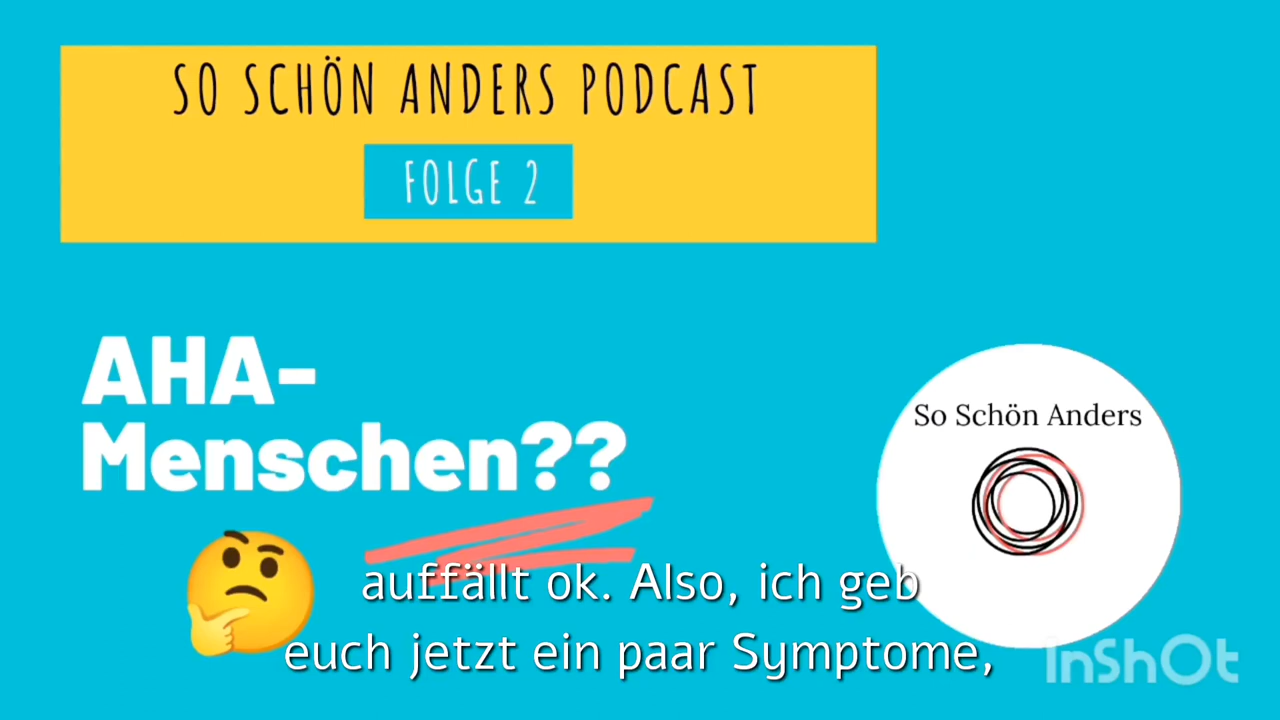 SO SCHÖN ANDERS PODCAST
FOLGE 2
AHA-
Menschen??
So Schön Anders
auffällt ok. Also, ich geb
euch jetzt ein paar Symptome,
InShOt